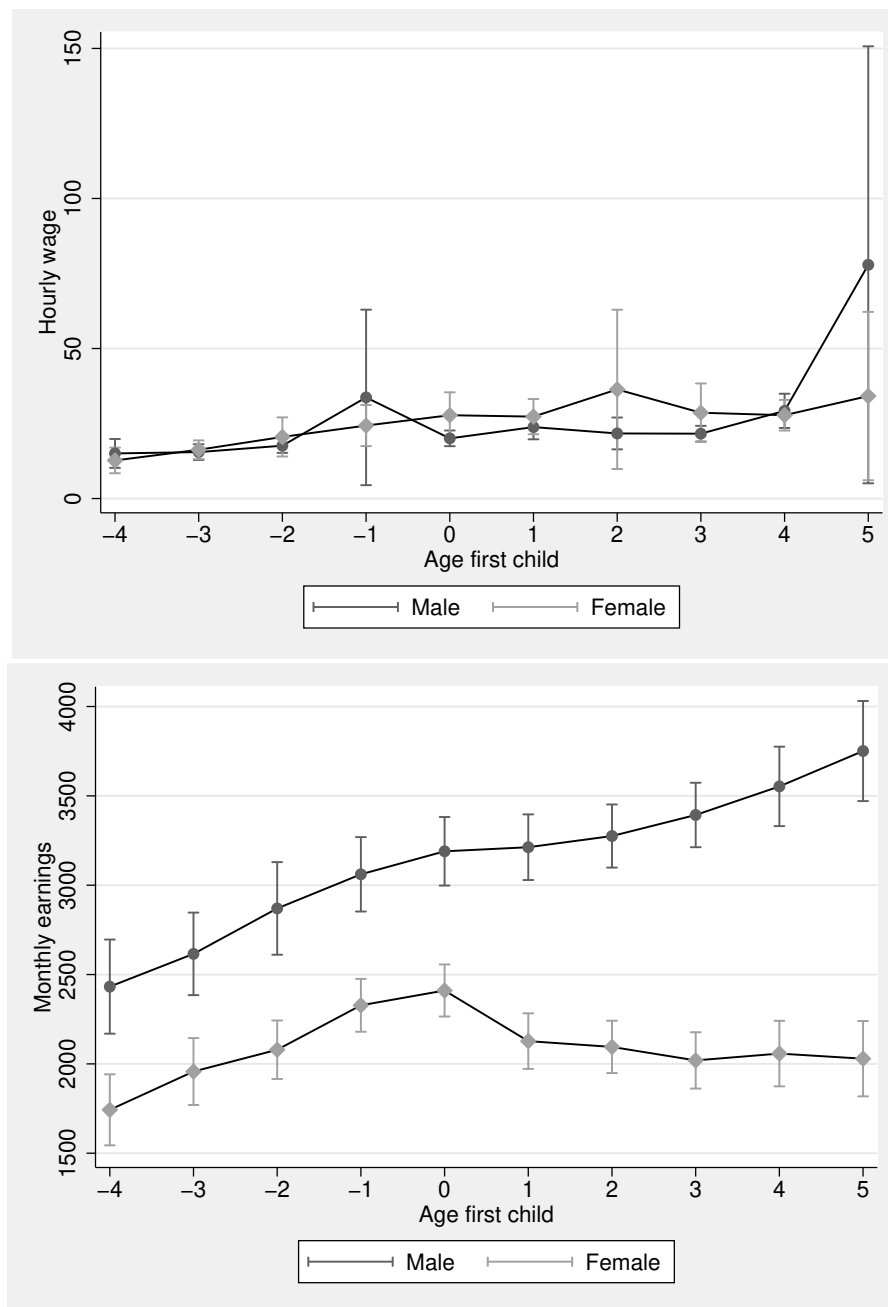 150
100
50
0
Hourly wage
−4 −3 −2 −1 0 1 2 3 4 5
Age first child
Male Female
4000
3500
3000
2500
2000
1500
Monthly earnings
−4 −3 −2 −1 0 1 2 3 4 5
Age first child
Male Female